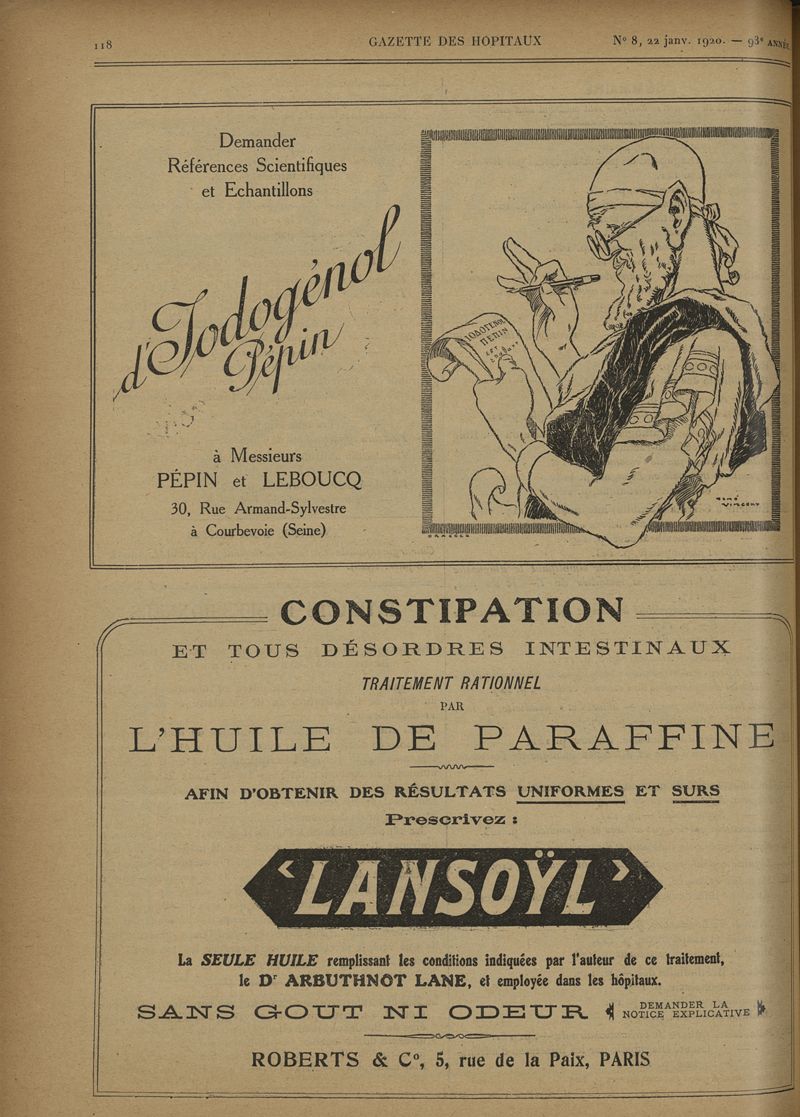 118
GAZETTE DES HOPITAUX
N° 8, 22 janv. 1920. — 93e ANNÉE
Demander
Références Scientifiques
et Echantillons
d'Iodogénol
Pépin
à Messieurs
PÉPIN et LEBOUCQ
30, Rue Armand-Sylvestre
à Courbevoie (Seine)
PEPIN
RENÉ
VINCENT
CONSTIPATION
ET TOUS DÉSORDRES INTESTINAUX
TRAITEMENT RATIONNEL
PAR
L'HUILE DE PARAFFINE
AFIN D'OBTENIR DES RÉSULTATS UNIFORMES ET SURS
Prescrivez :
‹LANSOŸL›
La SEULE HUILE remplissant les conditions indiquées par l'auteur de ce traitement,
le Dr ARBUTHNOT LANE, et employée dans les hôpitaux.
SANS GOUT NI ODEUR
DEMANDER LA
NOTICE EXPLICATIVE
ROBERTS & Co, 5, rue de la Paix, PARIS